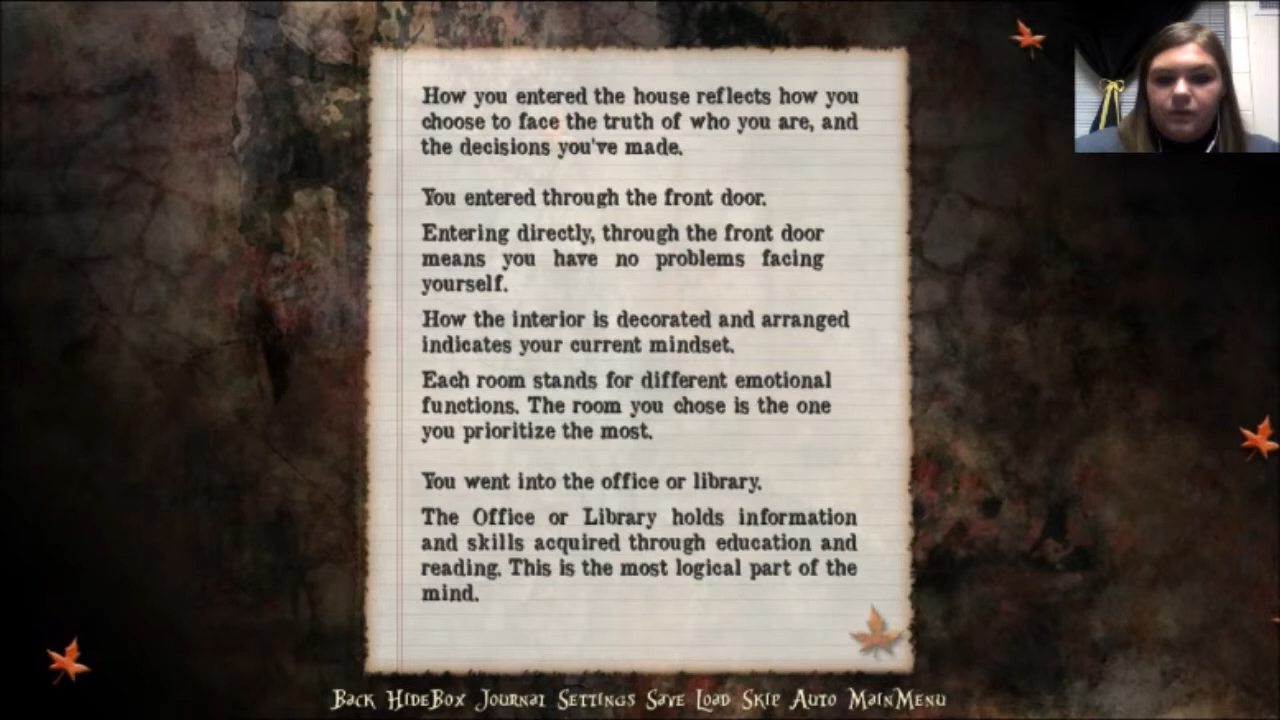 How you entered the house reflects how you
choose to face the truth of who you are, and
the decisions you've made.
You entered through the front door.
Entering directly, through the front door
means you have no problems facing
yourself.
How the interior is decorated and arranged
indicates your current mindset.
Each room stands for different emotional
functions. The room you chose is the one
you prioritize the most.
You went into the office or library.
The Office or Library holds information
and skills acquired through education and
reading. This is the most logical part of the
mind.
Back HideBox Journal Settings Save Load Skip Auto MainMenu